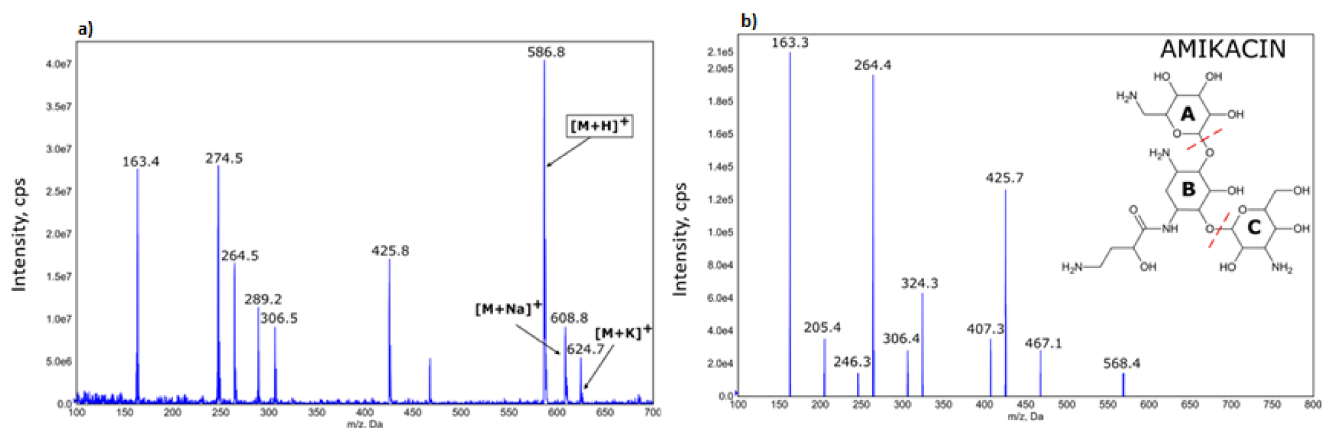 a)
Intensity, cps
4.0e7
3.5e7
3.0e7
2.5e7
2.0e7
1.5e7
1.0e7
5.0e6
0.0
163.4
274.5
264.5
289.2
306.5
425.8
586.8
[M+H]+
[M+Na]+
608.8
[M+K]+
624.7
100 150 200 250 300 350 400 450 500 550 600 650 700
m/z, Da
b)
Intensity, cps
2.1e5
2.0e5
1.8e5
1.6e5
1.4e5
1.2e5
1.0e5
8.0e4
6.0e4
4.0e4
2.0e4
0.0
163.3
205.4
246.3
264.4
306.4
324.3
407.3
425.7
467.1
568.4
100 150 200 250 300 350 400 450 500 550 600 650 700 800
m/z, Da
AMIKACIN
OH OH
HO
H2N
A
OH
O
O
H2N
B
OH
O
NH
O
O
OH
C
OH
H2N
OH
HO
NH2